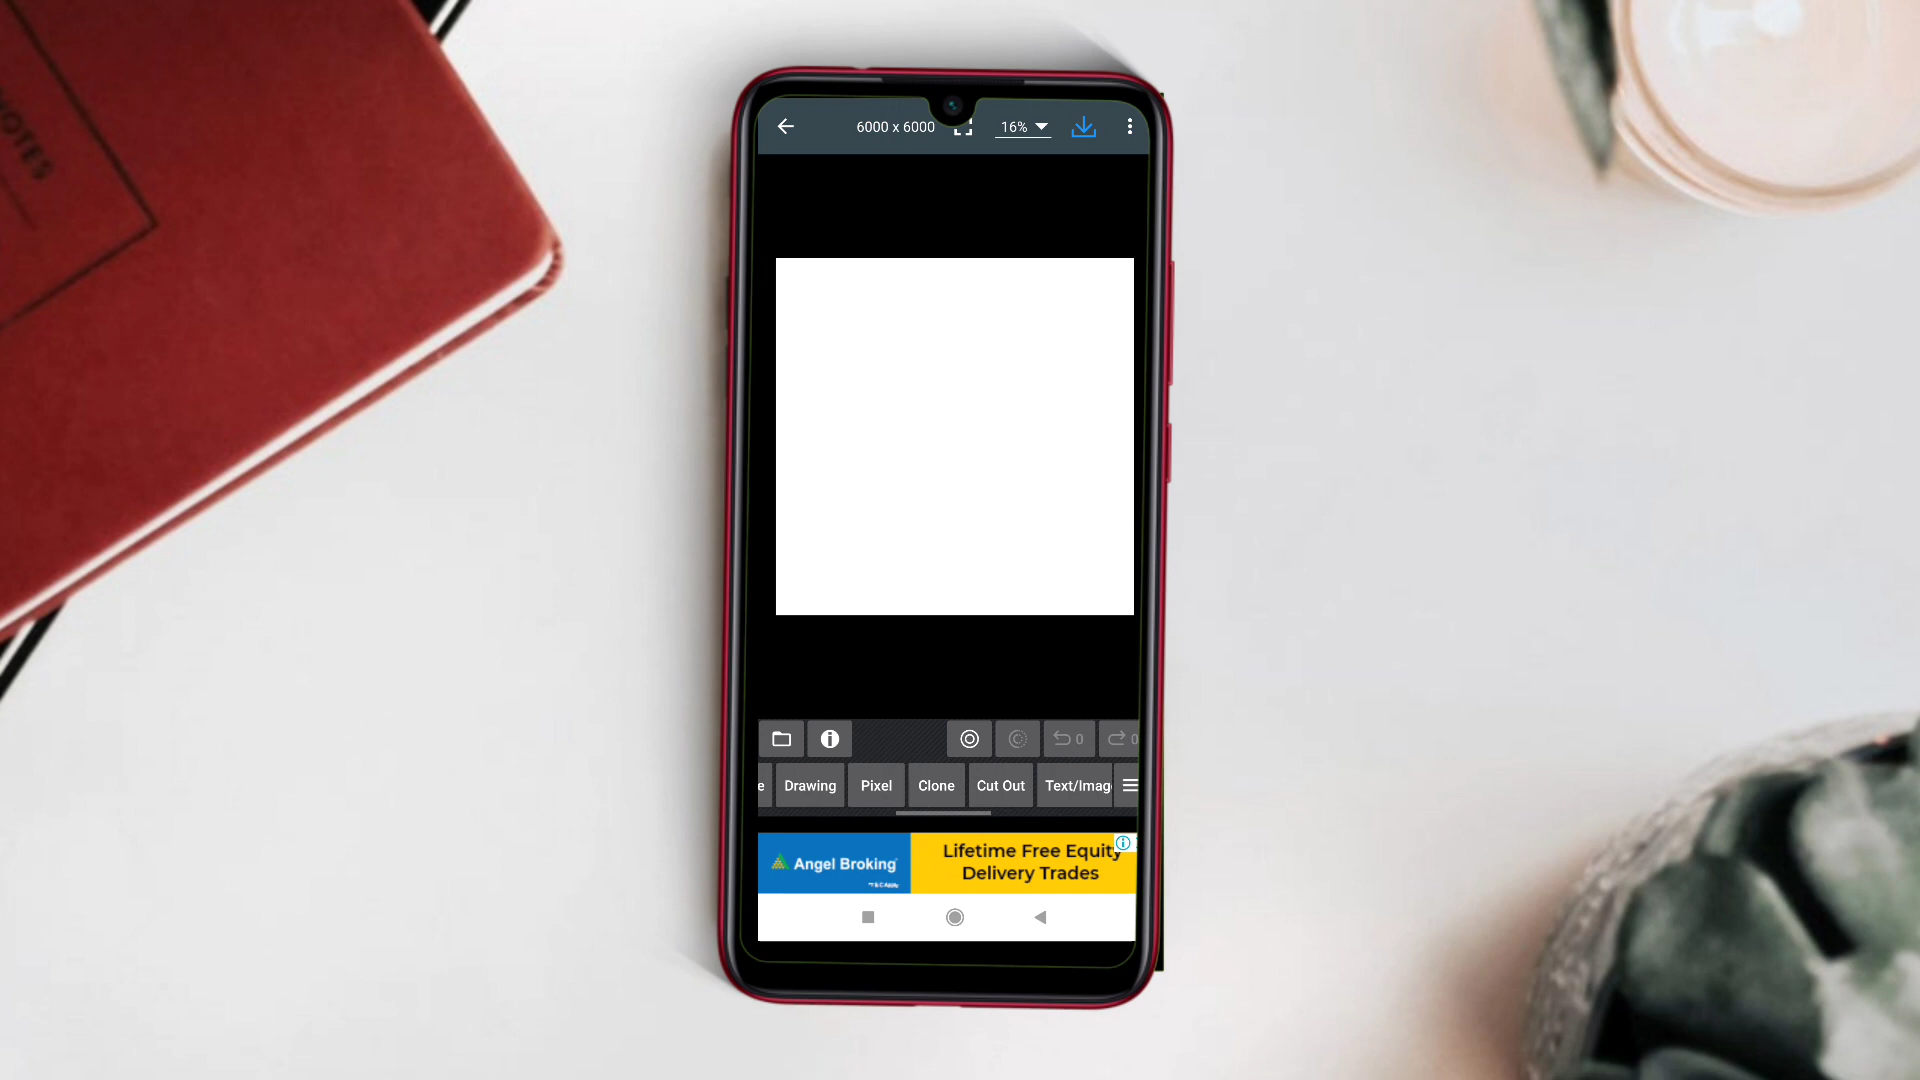 NOTES
6000 x 6000
16%
0
0
e
Drawing
Pixel
Clone
Cut Out
Text/Imag
Angel Broking
Lifetime Free Equity
Delivery Trades